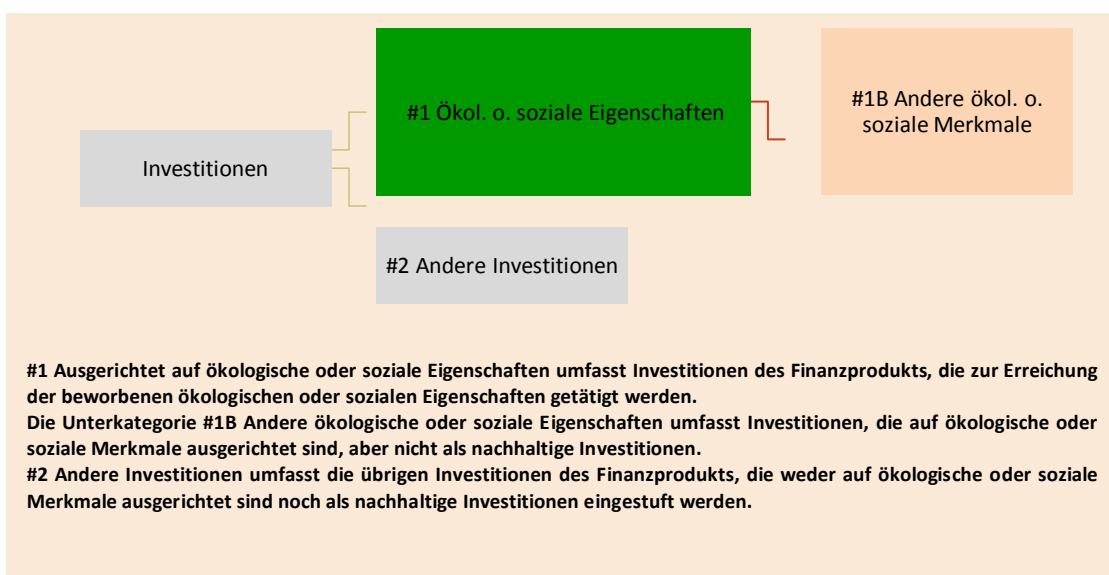 #1 Ökol. o. soziale Eigenschaften
#1B Andere ökol. o.
soziale Merkmale
Investitionen
#2 Andere Investitionen
#1 Ausgerichtet auf ökologische oder soziale Eigenschaften umfasst Investitionen des Finanzprodukts, die zur Erreichung
der beworbenen ökologischen oder sozialen Eigenschaften getätigt werden.
Die Unterkategorie #1B Andere ökologische oder soziale Eigenschaften umfasst Investitionen, die auf ökologische oder
soziale Merkmale ausgerichtet sind, aber nicht als nachhaltige Investitionen.
#2 Andere Investitionen umfasst die übrigen Investitionen des Finanzprodukts, die weder auf ökologische oder soziale
Merkmale ausgerichtet sind noch als nachhaltige Investitionen eingestuft werden.